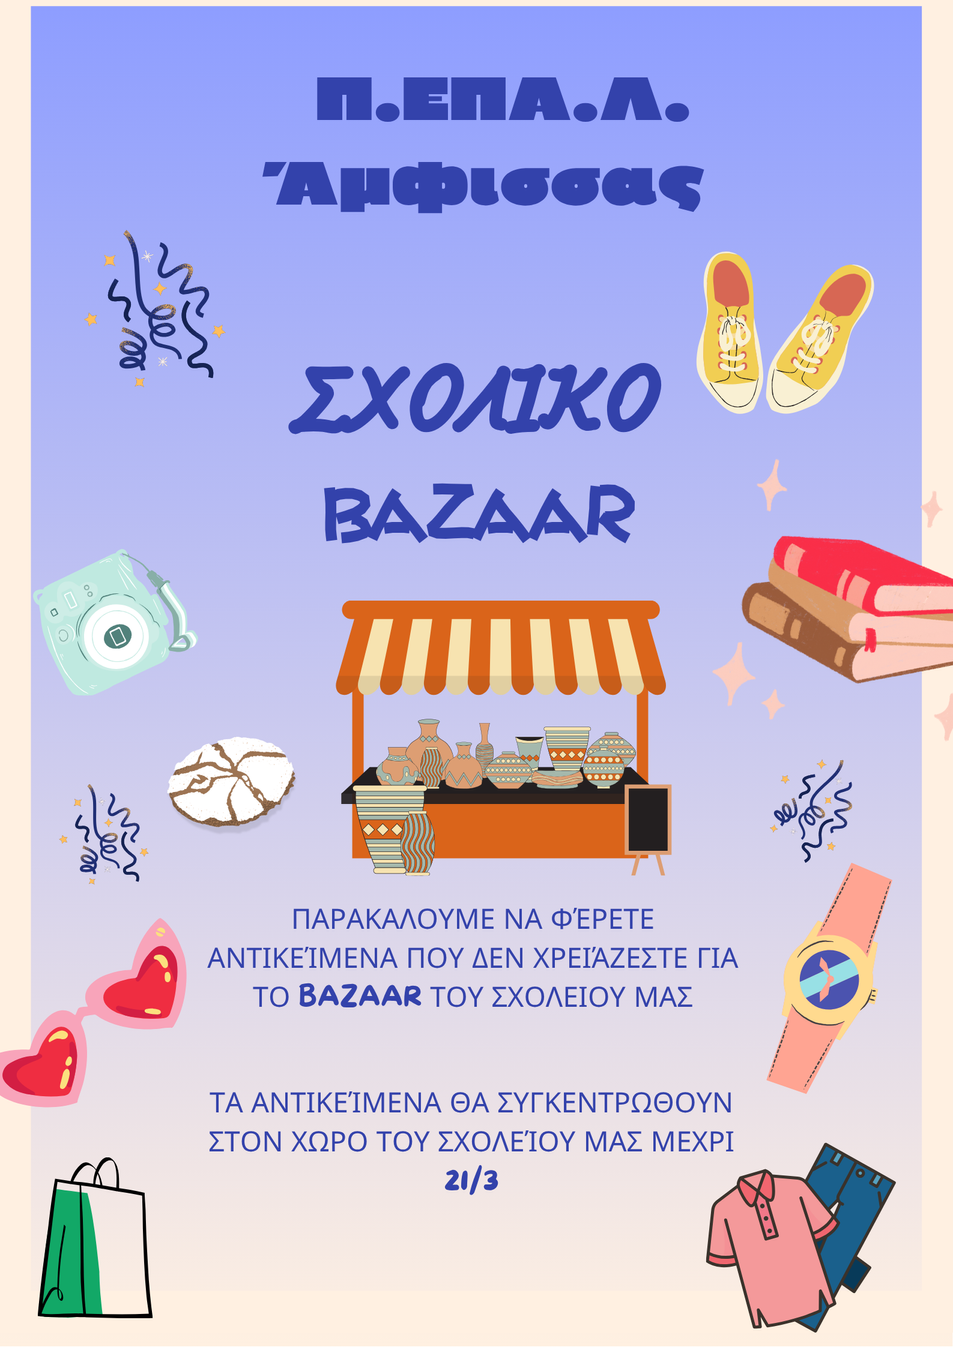 Π.ΕΠΑ.Λ.
Άμφισσας
ΣΧΟΛΙΚΟ
BAZAAR
ΠΑΡΑΚΑΛΟΥΜΕ ΝΑ ΦΈΡΕΤΕ
ΑΝΤΙΚΕΊΜΕΝΑ ΠΟΥ ΔΕΝ ΧΡΕΙΆΖΕΣΤΕ ΓΙΑ
ΤΟ BAZAAR ΤΟΥ ΣΧΟΛΕΙΟΥ ΜΑΣ
ΤΑ ΑΝΤΙΚΕΊΜΕΝΑ ΘΑ ΣΥΓΚΕΝΤΡΩΘΟΥΝ
ΣΤΟΝ ΧΩΡΟ ΤΟΥ ΣΧΟΛΕΊΟΥ ΜΑΣ ΜΕΧΡΙ
21/3